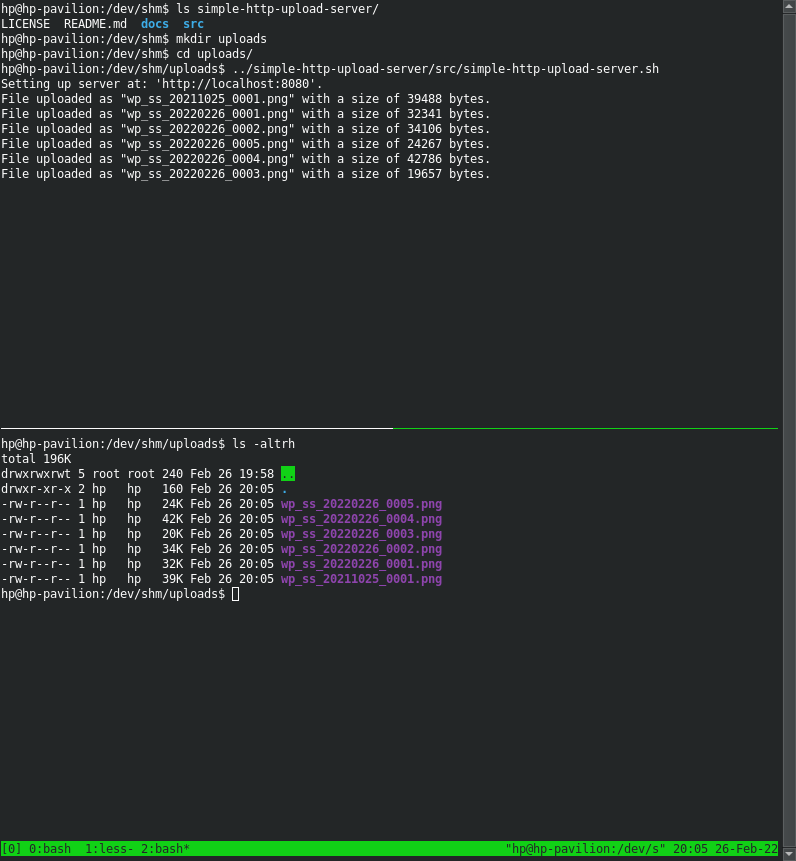 hp@hp-pavilion:/dev/shm$ ls simple-http-upload-server/
LICENSE  README.md  docs  src
hp@hp-pavilion:/dev/shm$ mkdir uploads
hp@hp-pavilion:/dev/shm$ cd uploads/
hp@hp-pavilion:/dev/shm/uploads$ ../simple-http-upload-server/src/simple-http-upload-server.sh
Setting up server at: 'http://localhost:8080'.
File uploaded as "wp_ss_20211025_0001.png" with a size of 39488 bytes.
File uploaded as "wp_ss_20220226_0001.png" with a size of 32341 bytes.
File uploaded as "wp_ss_20220226_0002.png" with a size of 34106 bytes.
File uploaded as "wp_ss_20220226_0005.png" with a size of 24267 bytes.
File uploaded as "wp_ss_20220226_0004.png" with a size of 42786 bytes.
File uploaded as "wp_ss_20220226_0003.png" with a size of 19657 bytes.
hp@hp-pavilion:/dev/shm/uploads$ ls -altrh
total 196K
drwxrwxrwt 5 root root 240 Feb 26 19:58 ..
drwxr-xr-x 2 hp   hp   160 Feb 26 20:05 .
-rw-r--r-- 1 hp   hp   24K Feb 26 20:05 wp_ss_20220226_0005.png
-rw-r--r-- 1 hp   hp   42K Feb 26 20:05 wp_ss_20220226_0004.png
-rw-r--r-- 1 hp   hp   20K Feb 26 20:05 wp_ss_20220226_0003.png
-rw-r--r-- 1 hp   hp   34K Feb 26 20:05 wp_ss_20220226_0002.png
-rw-r--r-- 1 hp   hp   32K Feb 26 20:05 wp_ss_20220226_0001.png
-rw-r--r-- 1 hp   hp   39K Feb 26 20:05 wp_ss_20211025_0001.png
hp@hp-pavilion:/dev/shm/uploads$
[0] 0:bash  1:less- 2:bash*  "hp@hp-pavilion:/dev/s" 20:05 26-Feb-22